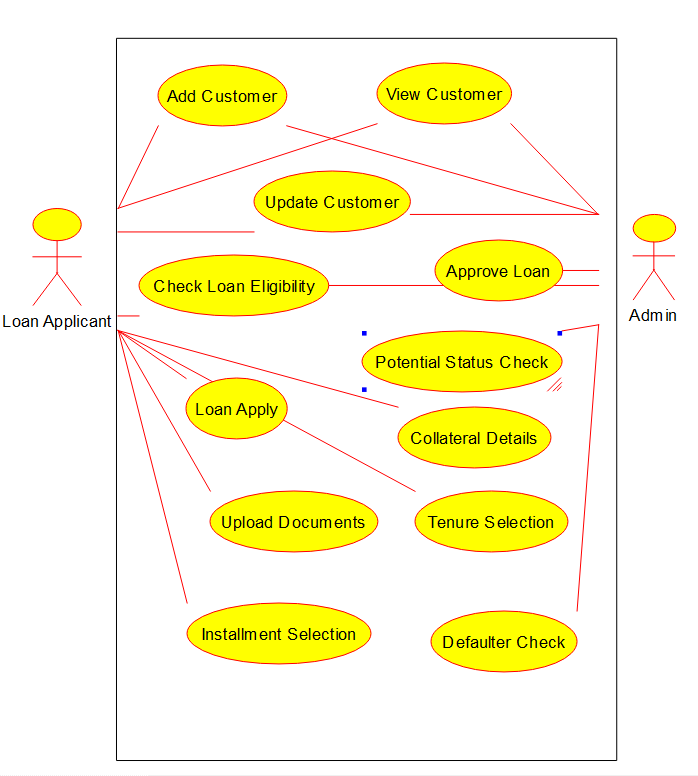 Add Customer
View Customer
Update Customer
Check Loan Eligibility
Approve Loan
Loan Applicant
Admin
Potential Status Check
Loan Apply
Collateral Details
Upload Documents
Tenure Selection
Installment Selection
Defaulter Check